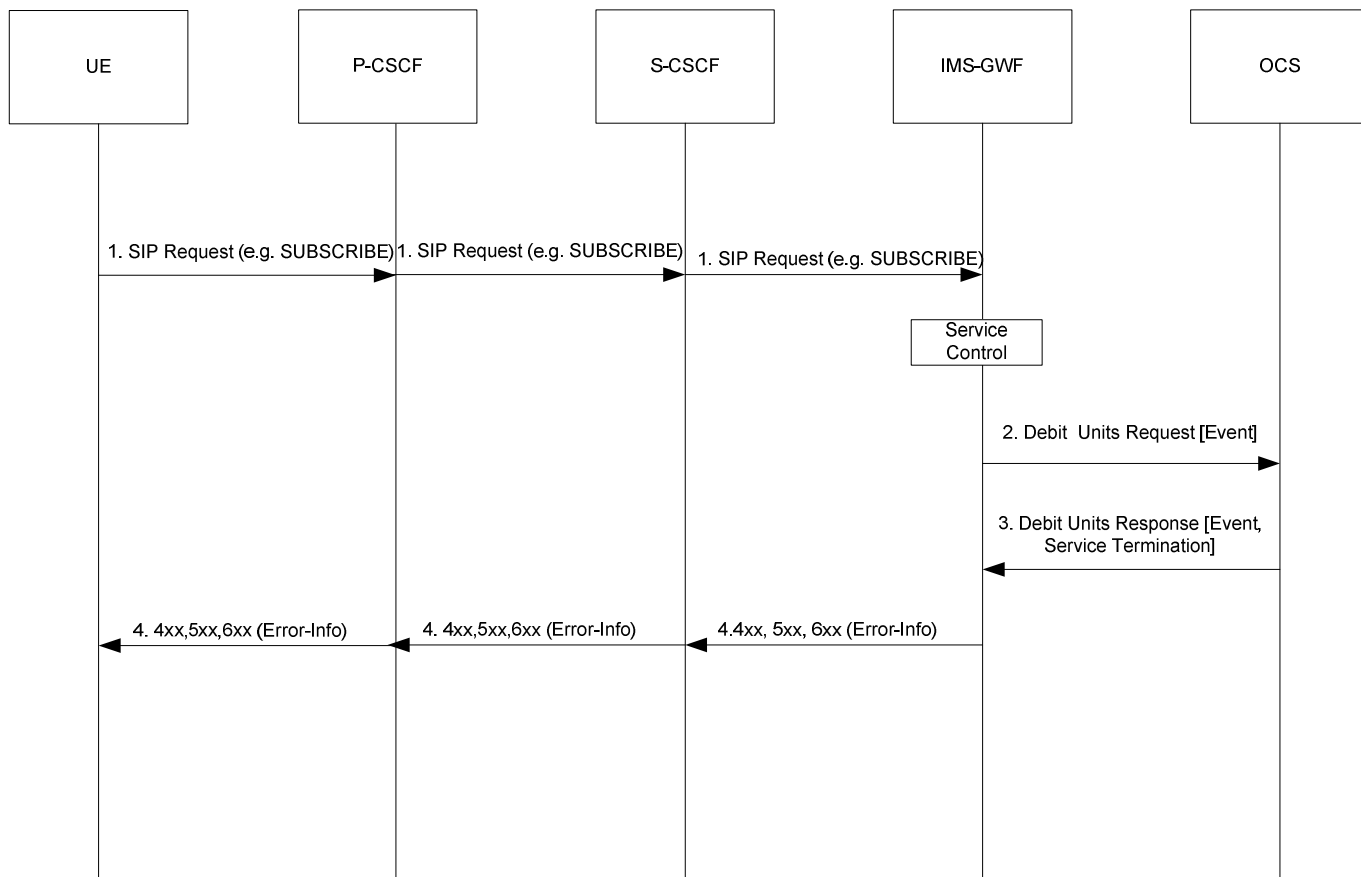 UE
P-CSCF
S-CSCF
IMS-GWF
OCS
1. SIP Request (e.g. SUBSCRIBE)
1. SIP Request (e.g. SUBSCRIBE)
1. SIP Request (e.g. SUBSCRIBE)
Service
Control
2. Debit Units Request [Event]
3. Debit Units Response [Event,
Service Termination]
4. 4xx,5xx,6xx (Error-Info)
4. 4xx,5xx,6xx (Error-Info)
4.4xx, 5xx, 6xx (Error-Info)